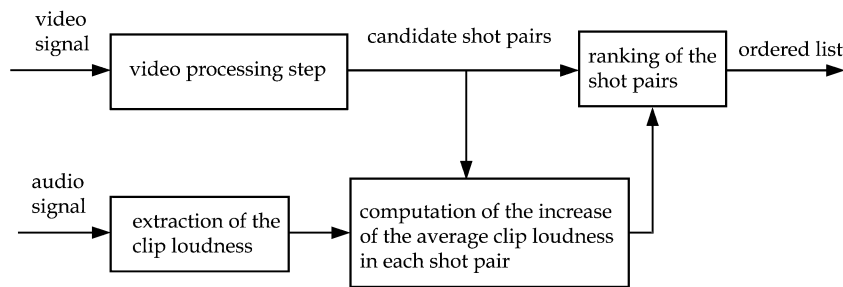 video
signal
video processing step
candidate shot pairs
ranking of the
shot pairs
ordered list
audio
signal
extraction of the
clip loudness
computation of the increase
of the average clip loudness
in each shot pair